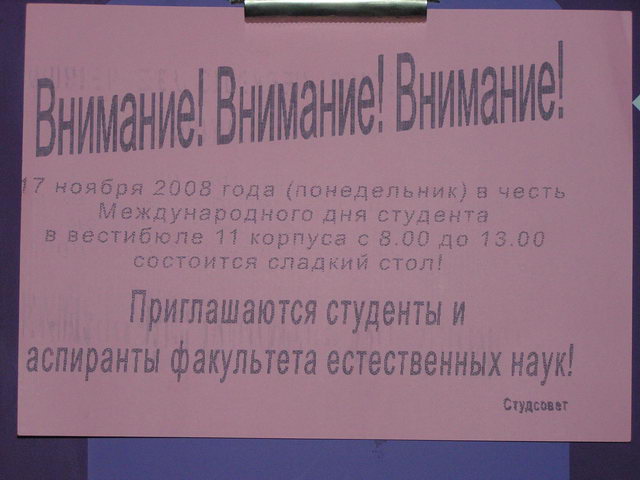 Внимание! Внимание! Внимание!
17 ноября 2008 года (понедельник) в честь
Международного дня студента
в вестибюле 11 корпуса с 8.00 до 13.00
состоится сладкий стол!
Приглашаются студенты и
аспиранты факультета естественных наук!
Студсовет